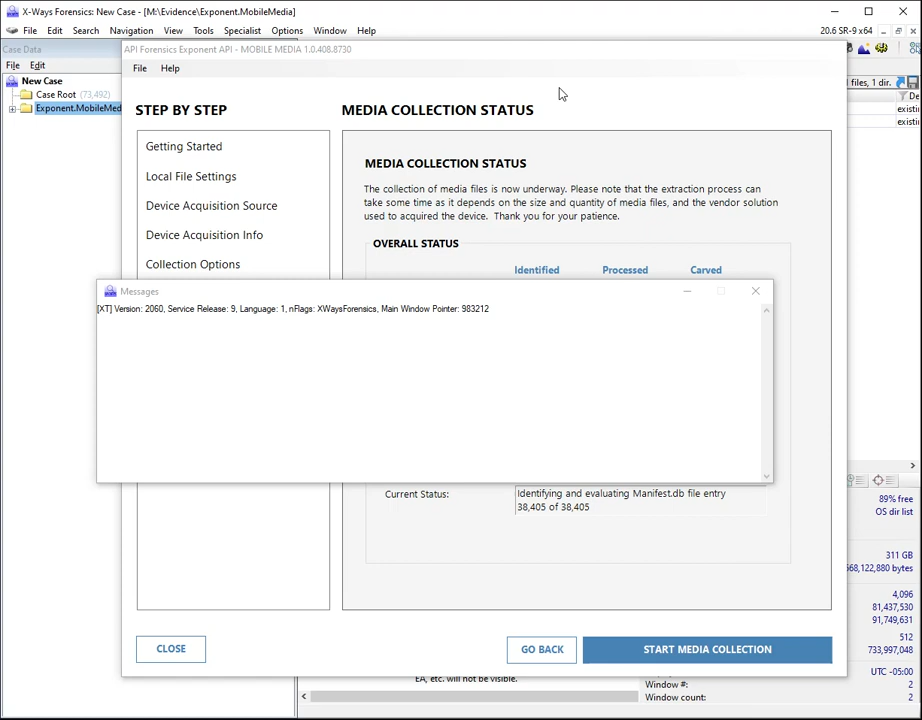 X-Ways Forensics: New Case - [M:\Evidence\Exponent.MobileMedia]
File Edit Search Navigation View Tools Specialist Options Window Help
20.6 SR-9 x64
Case Data
File Edit
New Case
Case Root (73,492)
Exponent.MobileMed
API Forensics Exponent API - MOBILE MEDIA 1.0.408.8730
File Help
STEP BY STEP
Getting Started
Local File Settings
Device Acquisition Source
Device Acquisition Info
Collection Options
MEDIA COLLECTION STATUS
MEDIA COLLECTION STATUS
The collection of media files is now underway. Please note that the extraction process can
take some time as it depends on the size and quantity of media files, and the vendor solution
used to acquired the device. Thank you for your patience.
OVERALL STATUS
Identified Processed Carved
Messages
[XT] Version: 2060, Service Release: 9, Language: 1, nFlags: XWaysForensics, Main Window Pointer: 983212
Current Status:
Identifying and evaluating Manifest.db file entry
38,405 of 38,405
CLOSE
GO BACK
START MEDIA COLLECTION
files, 1 dir.
De
existin
existin
89% free
OS dir list
311 GB
568,122,880 bytes
4,096
81,437,530
91,749,631
512
733,997,048
UTC -05:00
EA, etc. will not be visible.
Window #: 2
Window count: 2